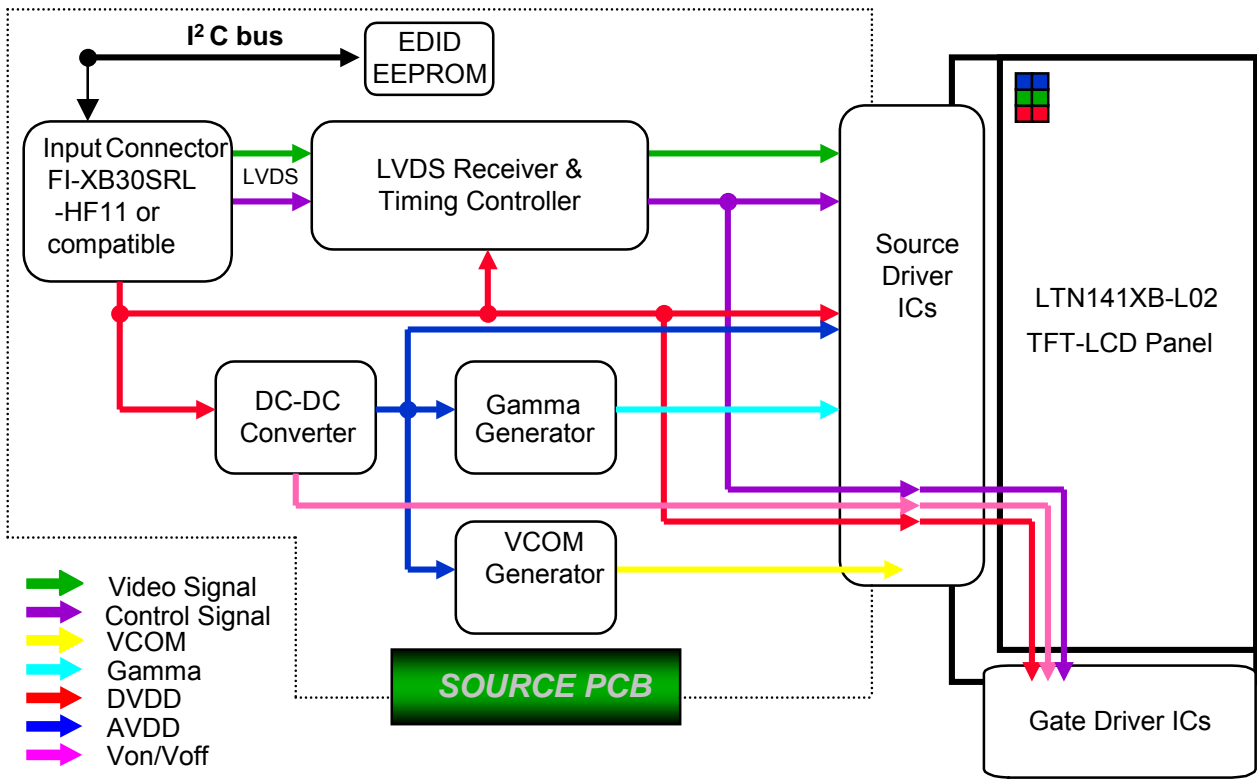 I² C bus
EDID
EEPROM
Input Connector
FI-XB30SRL
-HF11 or
compatible
LVDS
LVDS Receiver &
Timing Controller
Source
Driver
ICs
LTN141XB-L02
TFT-LCD Panel
DC-DC
Converter
Gamma
Generator
VCOM
Generator
Video Signal
Control Signal
VCOM
Gamma
DVDD
AVDD
Von/Voff
SOURCE PCB
Gate Driver ICs